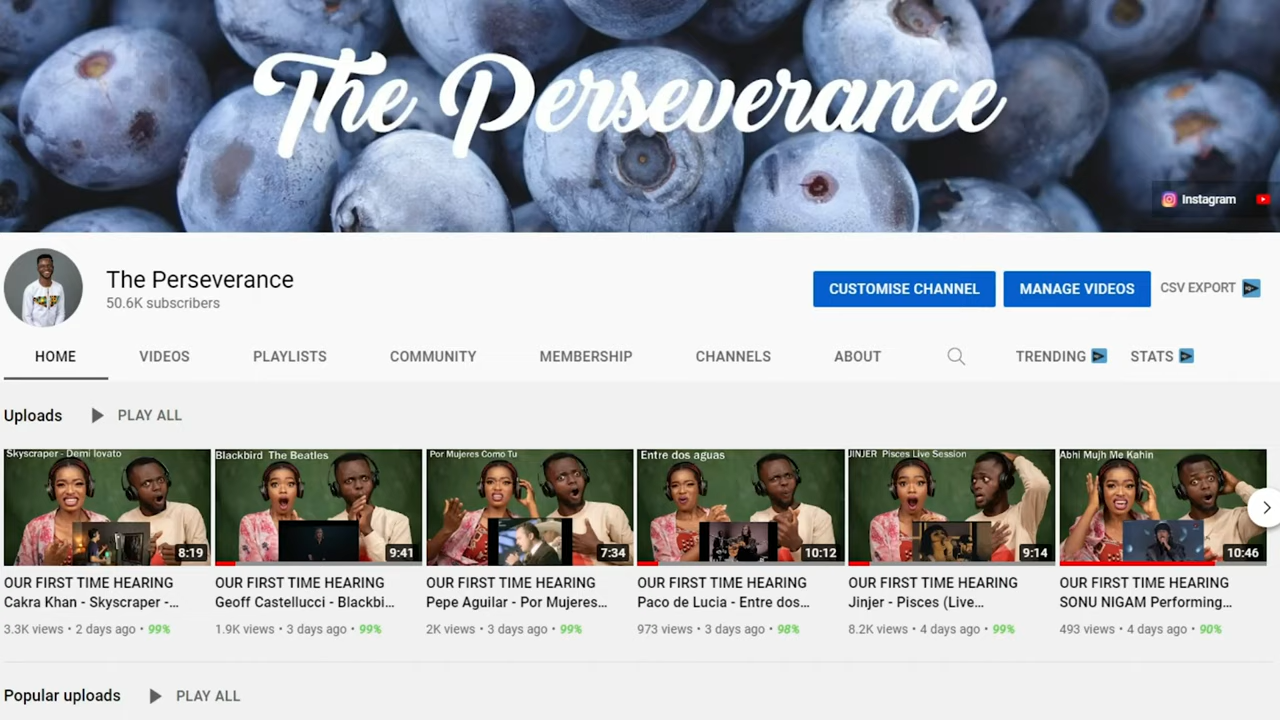 The Perseverance
Instagram
The Perseverance
50.6K subscribers
CUSTOMISE CHANNEL
MANAGE VIDEOS
CSV EXPORT
HOME
VIDEOS
PLAYLISTS
COMMUNITY
MEMBERSHIP
CHANNELS
ABOUT
TRENDING
STATS
Uploads
PLAY ALL
Skyscraper - Demi lovato
8:19
OUR FIRST TIME HEARING
Cakra Khan - Skyscraper -...
3.3K views • 2 days ago • 99%
Blackbird The Beatles
9:41
OUR FIRST TIME HEARING
Geoff Castellucci - Blackbi...
1.9K views • 3 days ago • 99%
Por Mujeres Como Tu
7:34
OUR FIRST TIME HEARING
Pepe Aguilar - Por Mujeres...
2K views • 3 days ago • 99%
Entre dos aguas
10:12
OUR FIRST TIME HEARING
Paco de Lucia - Entre dos...
973 views • 3 days ago • 98%
JINJER Pisces Live Session
9:14
OUR FIRST TIME HEARING
Jinjer - Pisces (Live...
8.2K views • 4 days ago • 99%
Abhi Mujh Me Kahin
10:46
OUR FIRST TIME HEARING
SONU NIGAM Performing...
493 views • 4 days ago • 90%
Popular uploads
PLAY ALL